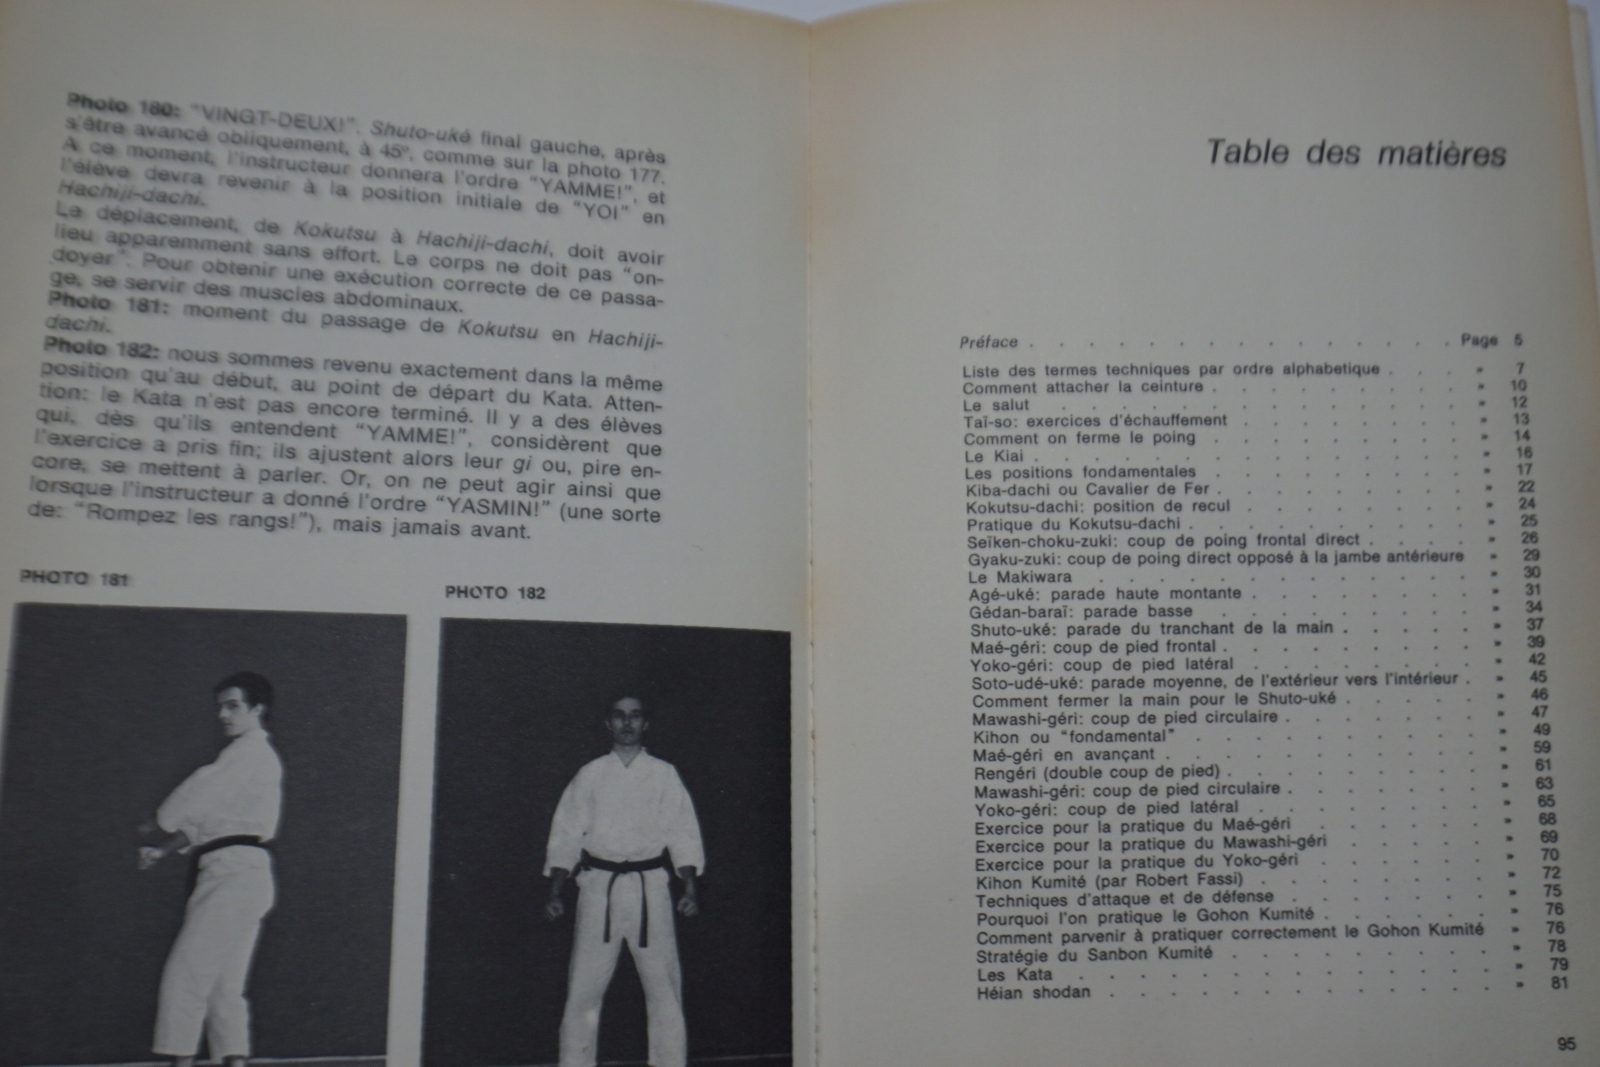 Photo 180: "VINGT-DEUX!". Shuto-uké final gauche, après
s'être avancé obliquement, à 45°, comme sur la photo 177.
A ce moment, l'instructeur donnera l'ordre "YAMME!", et
l'élève devra revenir à la position initiale de "YOI" en
Hachiji-dachi.
Le déplacement, de Kokutsu à Hachiji-dachi, doit avoir
lieu apparemment sans effort. Le corps ne doit pas "on-
doyer". Pour obtenir une exécution correcte de ce passa-
ge, se servir des muscles abdominaux.
Photo 181: moment du passage de Kokutsu en Hachiji-
dachi.
Photo 182: nous sommes revenu exactement dans la même
position qu'au début, au point de départ du Kata. Atten-
tion: le Kata n'est pas encore terminé. Il y a des élèves
qui, dès qu'ils entendent "YAMME!", considèrent que
l'exercice a pris fin; ils ajustent alors leur gi ou, pire en-
core, se mettent à parler. Or, on ne peut agir ainsi que
lorsque l'instructeur a donné l'ordre "YASMIN!" (une sorte
de: "Rompez les rangs!"), mais jamais avant.
PHOTO 181
PHOTO 182
Table des matières
Préface . . . . . . . . . . . . . . . Page 5
Liste des termes techniques par ordre alphabetique . . . » 7
Comment attacher la ceinture . . . . . . . . . » 10
Le salut . . . . . . . . . . . . . . » 12
Taï-so: exercices d'échauffement . . . . . . . . » 13
Comment on ferme le poing . . . . . . . . . » 14
Le Kiai . . . . . . . . . . . . . . . » 16
Les positions fondamentales . . . . . . . . . » 17
Kiba-dachi ou Cavalier de Fer . . . . . . . . . » 22
Kokutsu-dachi: position de recul . . . . . . . . » 24
Pratique du Kokutsu-dachi . . . . . . . . . . » 25
Seïken-choku-zuki: coup de poing frontal direct . . . . » 26
Gyaku-zuki: coup de poing direct opposé à la jambe antérieure » 29
Le Makiwara . . . . . . . . . . . . . » 30
Agé-uké: parade haute montante . . . . . . . . » 31
Gédan-baraï: parade basse . . . . . . . . . » 34
Shuto-uké: parade du tranchant de la main . . . . . » 37
Maé-géri: coup de pied frontal . . . . . . . . . » 39
Yoko-géri: coup de pied latéral . . . . . . . . » 42
Soto-udé-uké: parade moyenne, de l'extérieur vers l'intérieur . » 45
Comment fermer la main pour le Shuto-uké . . . . . » 46
Mawashi-géri: coup de pied circulaire . . . . . . . » 47
Kihon ou "fondamental" . . . . . . . . . . » 49
Maé-géri en avançant . . . . . . . . . . . » 59
Rengéri (double coup de pied) . . . . . . . . . » 61
Mawashi-géri: coup de pied circulaire . . . . . . . » 63
Yoko-géri: coup de pied latéral . . . . . . . . » 65
Exercice pour la pratique du Maé-géri . . . . . . » 68
Exercice pour la pratique du Mawashi-géri . . . . . » 69
Exercice pour la pratique du Yoko-géri . . . . . . » 70
Kihon Kumité (par Robert Fassi) . . . . . . . . » 72
Techniques d'attaque et de défense . . . . . . . » 75
Pourquoi l'on pratique le Gohon Kumité . . . . . . » 76
Comment parvenir à pratiquer correctement le Gohon Kumité » 76
Stratégie du Sanbon Kumité . . . . . . . . . » 78
Les Kata . . . . . . . . . . . . . . » 79
Héian shodan . . . . . . . . . . . . . » 81
95